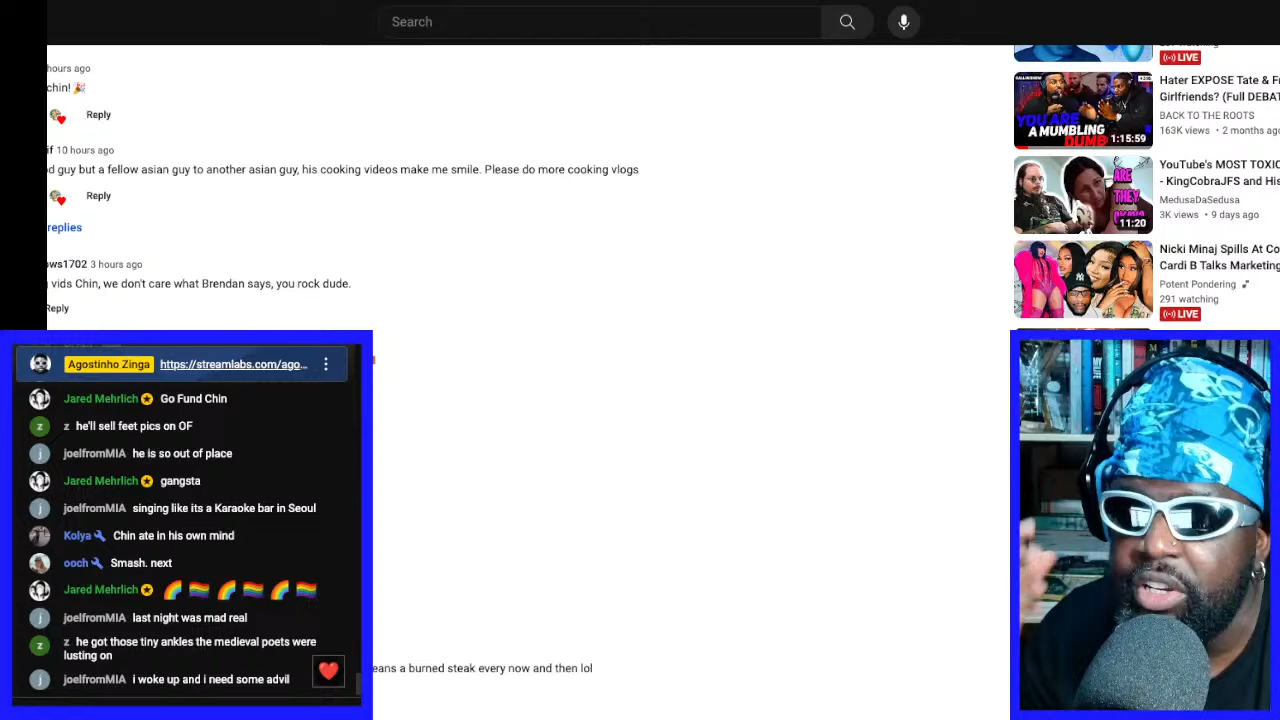 Search
hours ago
chin! 🎉
Reply
if 10 hours ago
d guy but a fellow asian guy to another asian guy, his cooking videos make me smile. Please do more cooking vlogs
Reply
replies
ws1702 3 hours ago
vids Chin, we don't care what Brendan says, you rock dude.
Reply
eans a burned steak every now and then lol
Agostinho Zinga https://streamlabs.com/ago...
Jared Mehrlich Go Fund Chin
z he'll sell feet pics on OF
joelfromMIA he is so out of place
Jared Mehrlich gangsta
joelfromMIA singing like its a Karaoke bar in Seoul
Kolya Chin ate in his own mind
ooch Smash. next
Jared Mehrlich 🌈 🏳️‍🌈 🌈 🏳️‍🌈 🌈 🏳️‍🌈
joelfromMIA last night was mad real
z he got those tiny ankles the medieval poets were
lusting on
joelfromMIA i woke up and i need some advil
LIVE
YOU ARE
A MUMBLING
DUMB
1:15:59
Hater EXPOSE Tate & F
Girlfriends? (Full DEBAT
BACK TO THE ROOTS
163K views • 2 months ago
ARE
THEY
11:20
YouTube's MOST TOXIC
- KingCobraJFS and His
MedusaDaSedusa
3K views • 9 days ago
Nicki Minaj Spills At Co
Cardi B Talks Marketing
Potent Pondering
291 watching
LIVE